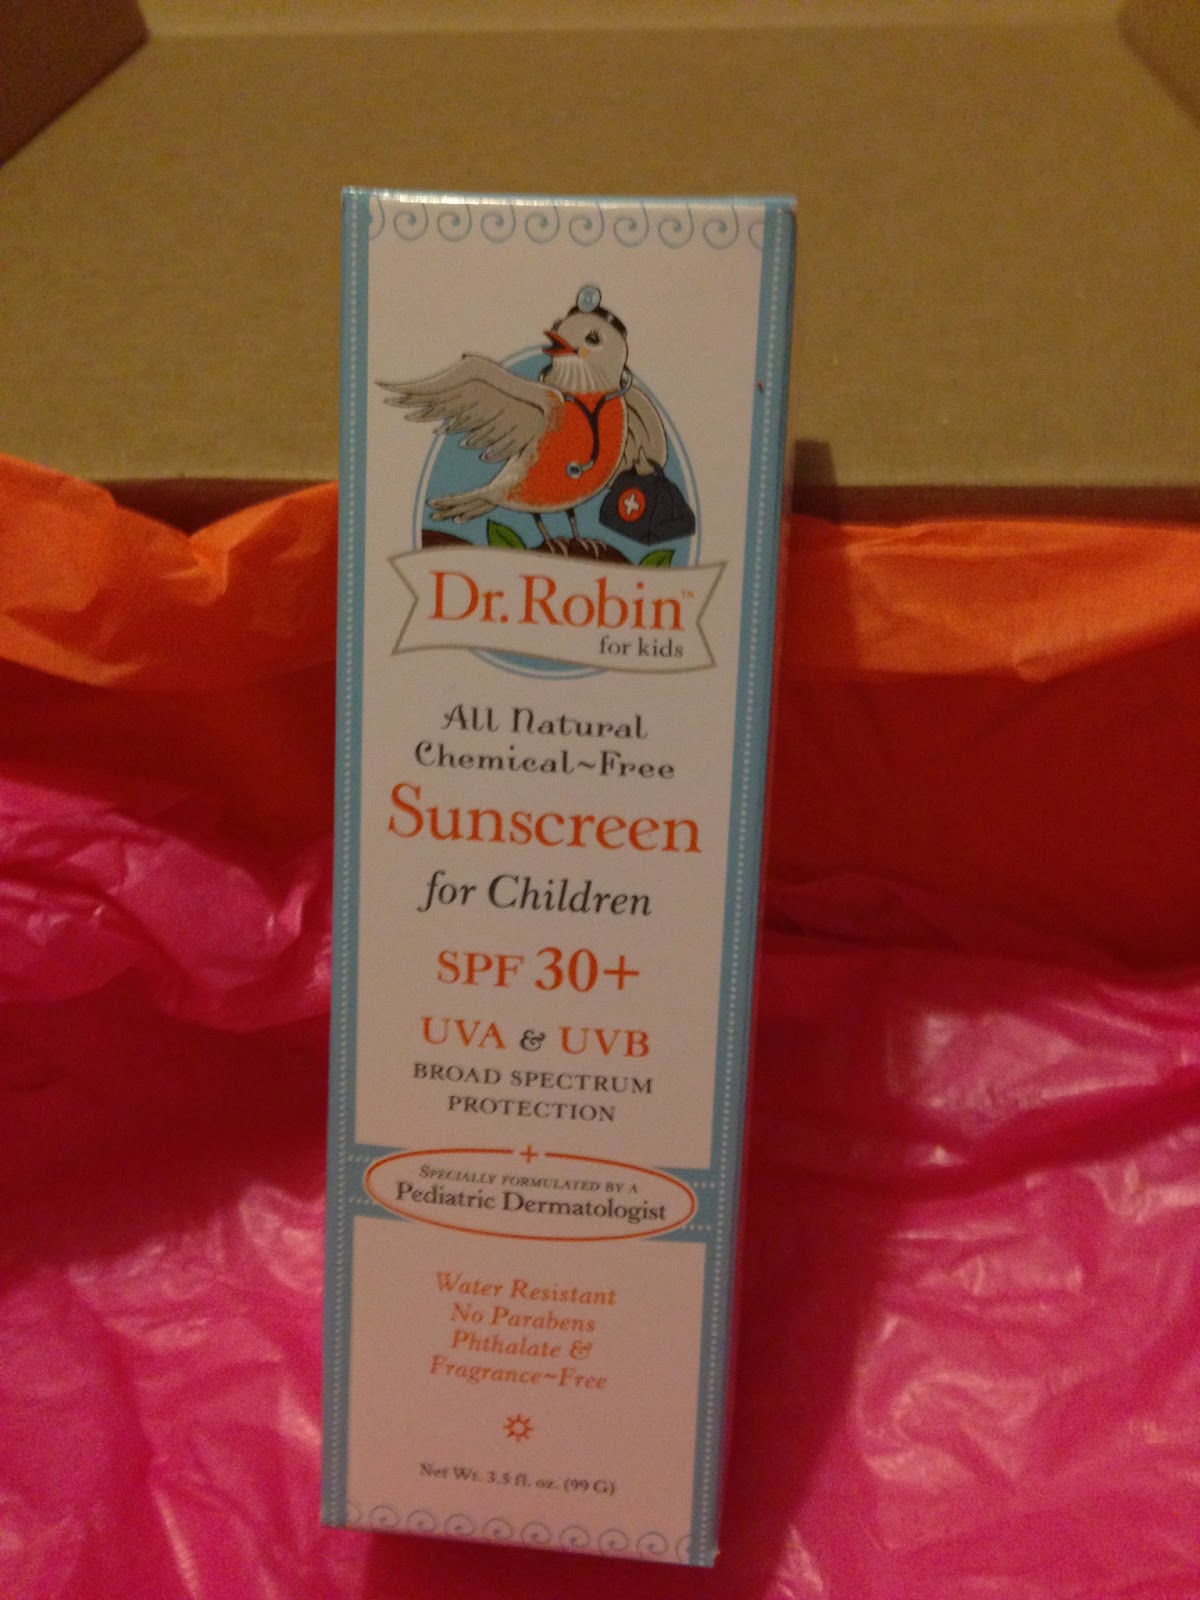 Dr. Robin™
for kids
All Natural
Chemical~Free
Sunscreen
for Children
SPF 30+
UVA & UVB
BROAD SPECTRUM
PROTECTION
SPECIALLY FORMULATED BY A
Pediatric Dermatologist
Water Resistant
No Parabens
Phthalate &
Fragrance~Free
Net Wt. 3.5 fl. oz. (99 G)